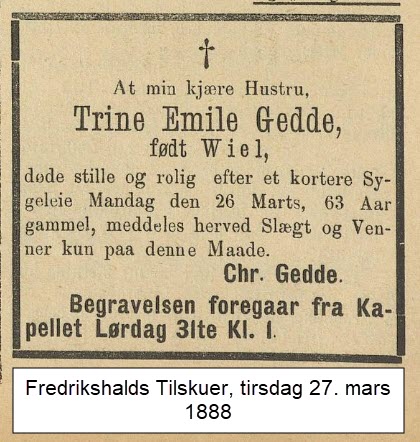 At min kjære Hustru,
Trine Emile Gedde,
født Wiel,
døde stille og rolig efter et kortere Sy-
geleie Mandag den 26 Marts, 63 Aar
gammel, meddeles herved Slægt og Ven-
ner kun paa denne Maade.
Chr. Gedde.
Begravelsen foregaar fra Ka-
pellet Lørdag 31te Kl. 1.
Fredrikshalds Tilskuer, tirsdag 27. mars
1888